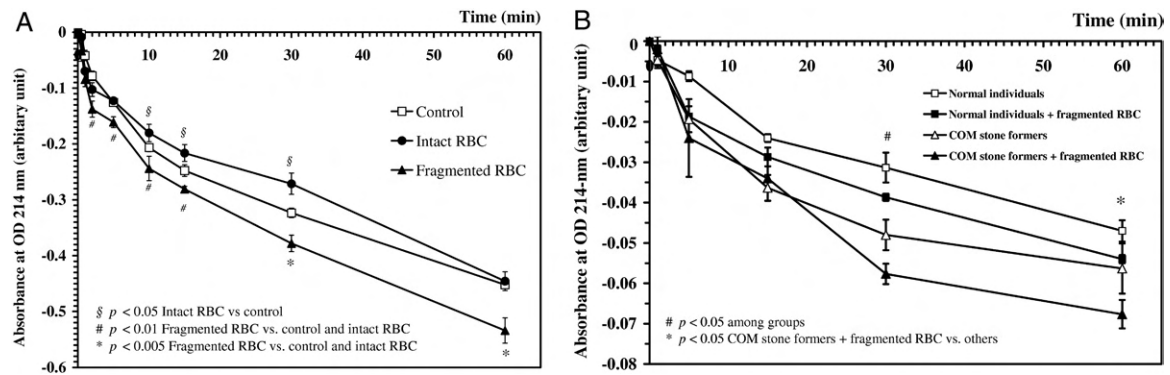 A
Time (min)
0
10
20
30
40
50
60
0
-0.1
-0.2
-0.3
-0.4
-0.5
-0.6
Absorbance at OD 214 nm (arbitary unit)
§
§
§
#
#
#
#
*
*
Control
Intact RBC
Fragmented RBC
§ p < 0.05 Intact RBC vs control
# p < 0.01 Fragmented RBC vs. control and intact RBC
* p < 0.005 Fragmented RBC vs. control and intact RBC
B
Time (min)
0
10
20
30
40
50
60
0
-0.01
-0.02
-0.03
-0.04
-0.05
-0.06
-0.07
-0.08
Absorbance at OD 214-nm (arbitrary unit)
Normal individuals
Normal individuals + fragmented RBC
COM stone formers
COM stone formers + fragmented RBC
#
*
# p < 0.05 among groups
* p < 0.05 COM stone formers + fragmented RBC vs. others